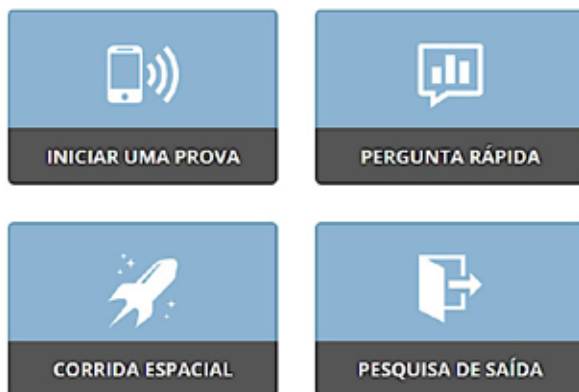 INICIAR UMA PROVA
PERGUNTA RÁPIDA
CORRIDA ESPACIAL
PESQUISA DE SAÍDA